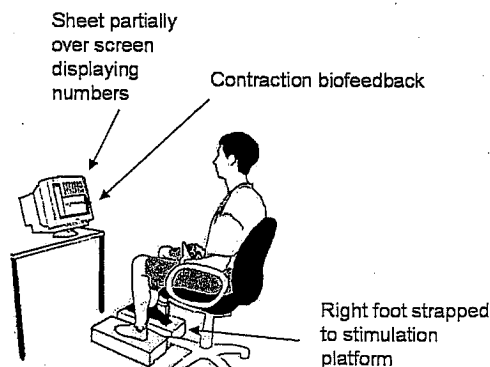 Sheet partially
over screen
displaying
numbers
Contraction biofeedback
Right foot strapped
to stimulation
platform